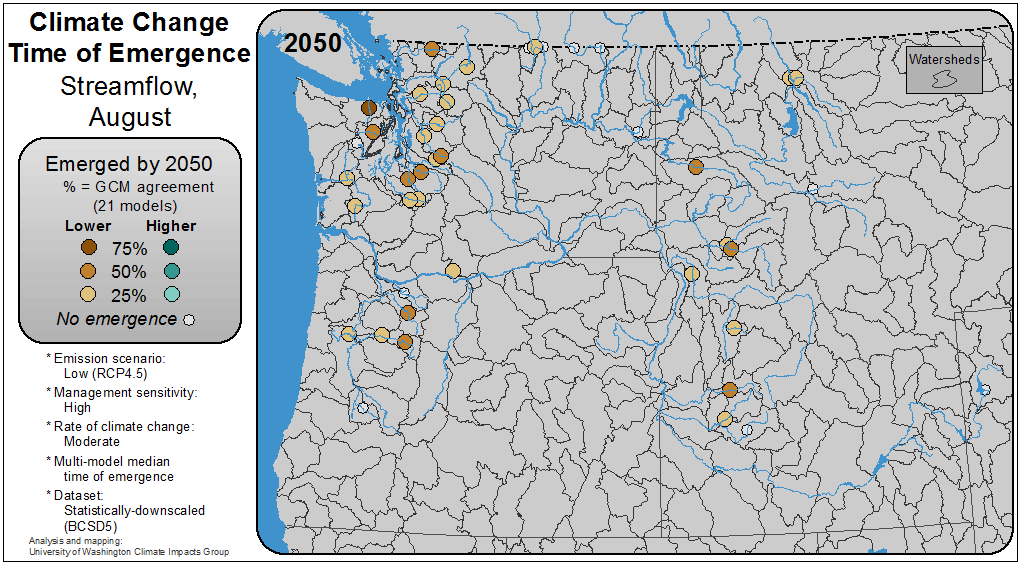 Climate Change
Time of Emergence
Streamflow,
August
Emerged by 2050
% = GCM agreement
(21 models)
Lower Higher
75%
50%
25%
No emergence
* Emission scenario:
Low (RCP4.5)
* Management sensitivity:
High
* Rate of climate change:
Moderate
* Multi-model median
time of emergence
* Dataset:
Statistically-downscaled
(BCSD5)
Analysis and mapping:
University of Washington Climate Impacts Group
2050
Watersheds